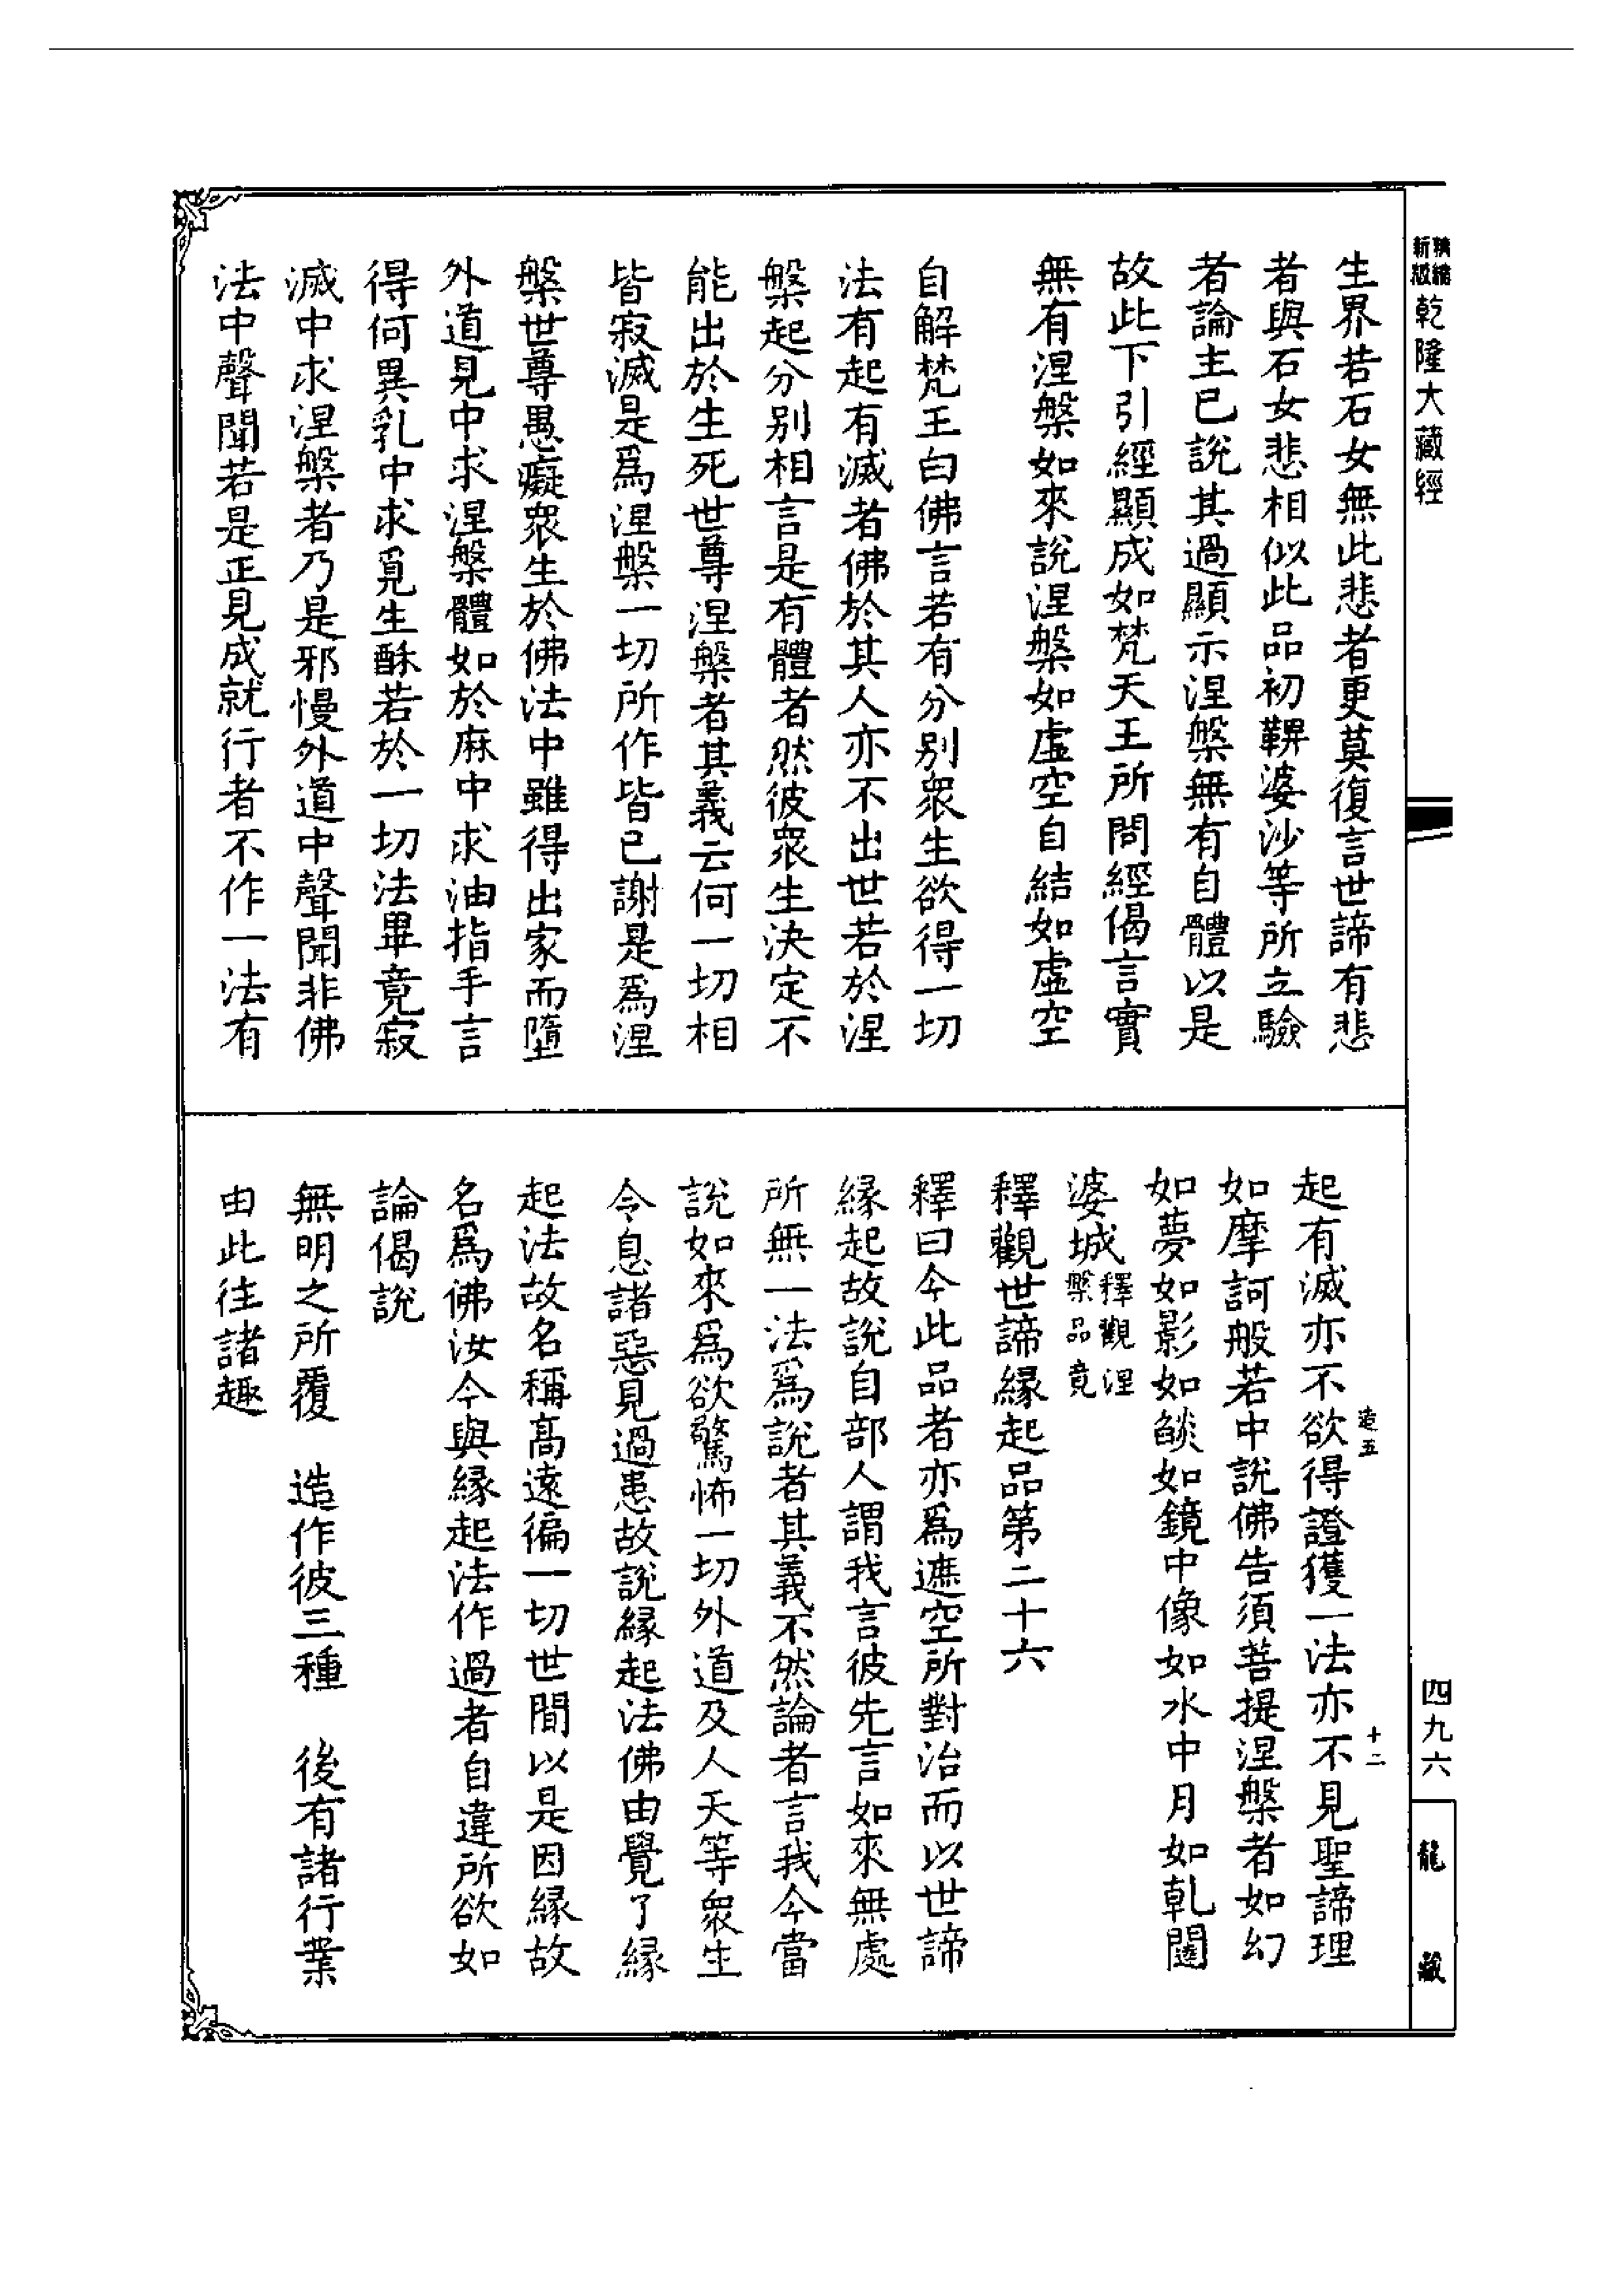 精縮新版乾隆大藏經
生界若石女無此悲者更莫復言世諦有悲
者與石女悲相似此品初鞞婆沙等所立驗
者論主已說其過顯示涅槃無有自體以是
故此下引經顯成如梵天王所問經偈言實
無有涅槃如來說涅槃如虛空自結如虛空
自解梵王白佛言若有分別衆生欲得一切
法有起有滅者佛於其人亦不出世若於涅
槃起分別相言是有體者然彼衆生決定不
能出於生死世尊涅槃者其義云何一切相
皆寂滅是爲涅槃一切所作皆已謝是爲涅
槃世尊愚癡衆生於佛法中雖得出家而墮
外道見中求涅槃體如於麻中求油指手言
得何異乳中求覓生酥若於一切法畢竟寂
滅中求涅槃者乃是邪慢外道中聲聞非佛
法中聲聞若是正見成就行者不作一法有
起有滅亦不欲得證獲一法亦不見聖諦理
如摩訶般若中說佛告須菩提涅槃者如幻
如夢如影如燄如鏡中像如水中月如乾闥
婆城釋觀涅槃品竟
釋觀世諦緣起品第二十六
釋曰今此品者亦爲遮空所對治而以世諦
緣起故說自部人謂我言彼先言如來無處
所無一法爲說者其義不然論者言我今當
說如來爲欲驚怖一切外道及人天等衆生
令息諸惡見過患故說緣起法佛由覺了緣
起法故名稱高遠徧一切世間以是因緣故
名爲佛汝今與緣起法作過者自違所欲如
論偈說
無明之所覆　造作彼三種　後有諸行業
由此往諸趣
造五
十二
四九六
龍藏